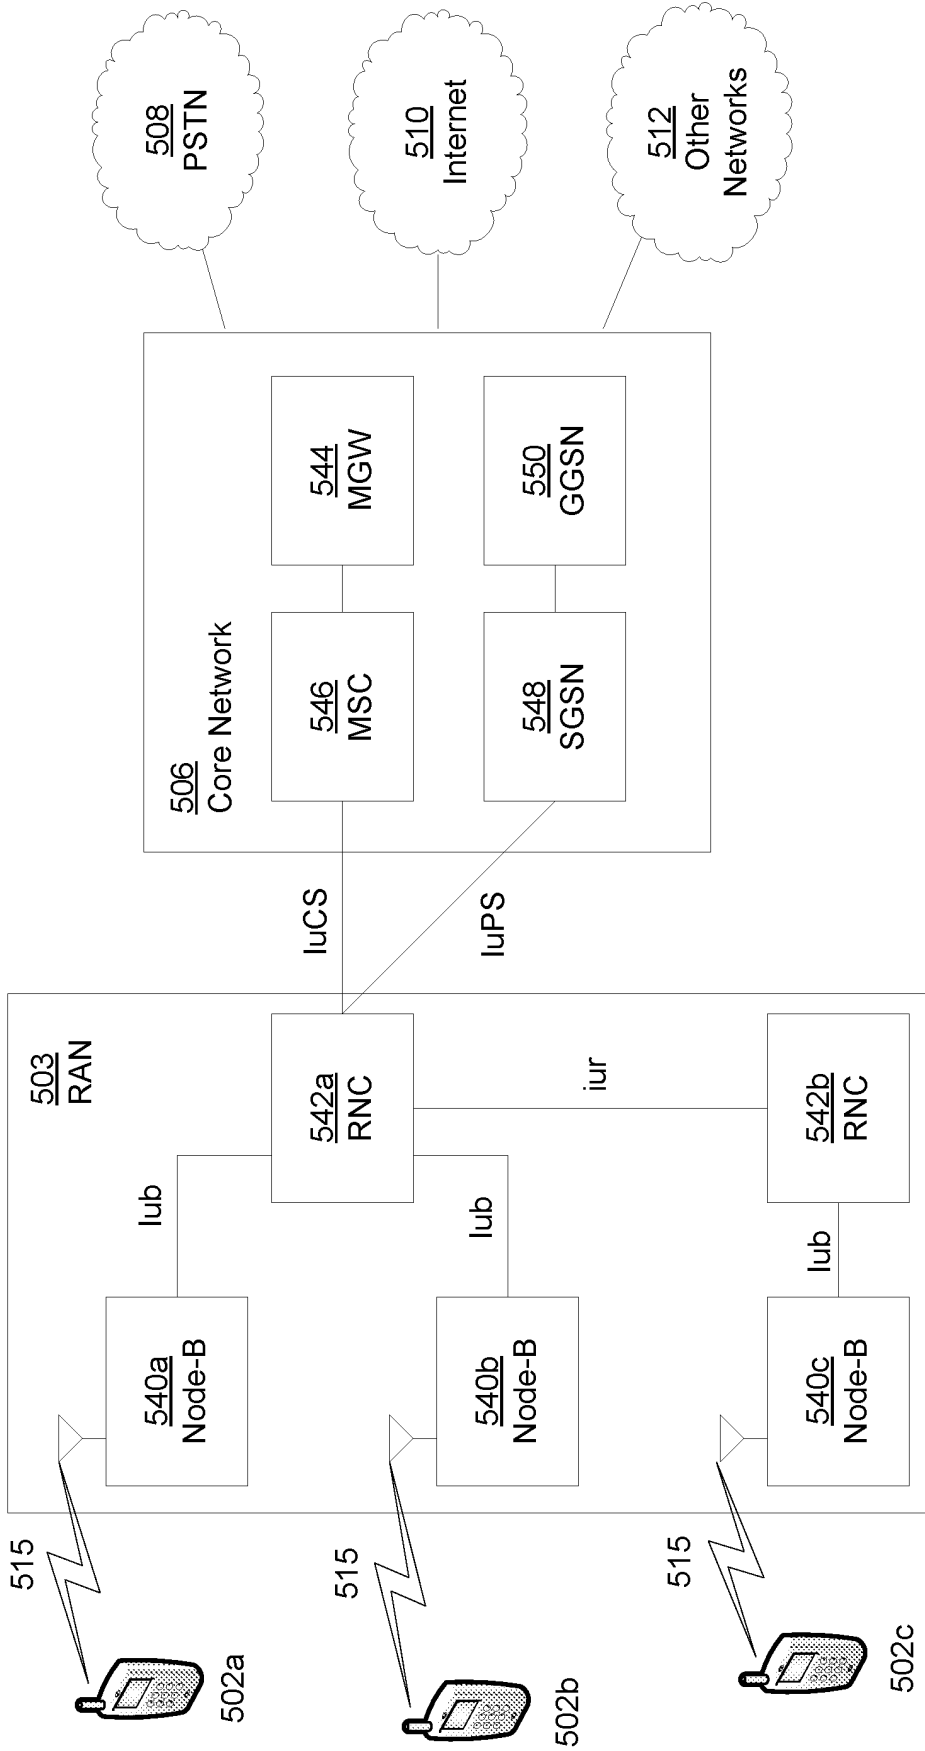 503
RAN
506
Core Network
508
PSTN
510
Internet
512
Other
Networks
515
502a
540a
Node-B
Iub
542a
RNC
IuCS
546
MSC
544
MGW
515
502b
540b
Node-B
Iub
IuPS
548
SGSN
550
GGSN
iur
515
502c
540c
Node-B
Iub
542b
RNC